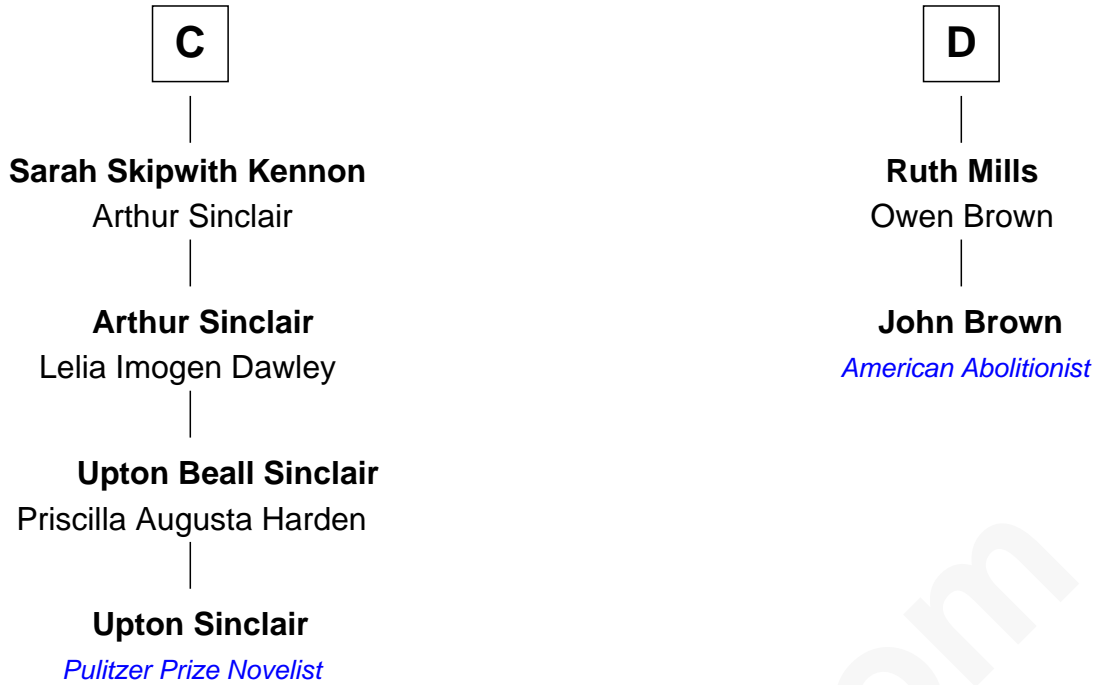 C
Sarah Skipwith Kennon
Arthur Sinclair
Arthur Sinclair
Lelia Imogen Dawley
Upton Beall Sinclair
Priscilla Augusta Harden
Upton Sinclair
Pulitzer Prize Novelist
D
Ruth Mills
Owen Brown
John Brown
American Abolitionist
om